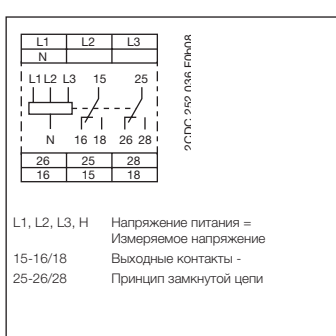 L1 L2 L3
N
L1 L2 L3 15 25
N 16 18 26 28
26 25 28
16 15 18
2CDC 252 036 F0b08
L1, L2, L3, Н Напряжение питания =
Измеряемое напряжение
15-16/18 Выходные контакты -
25-26/28 Принцип замкнутой цепи